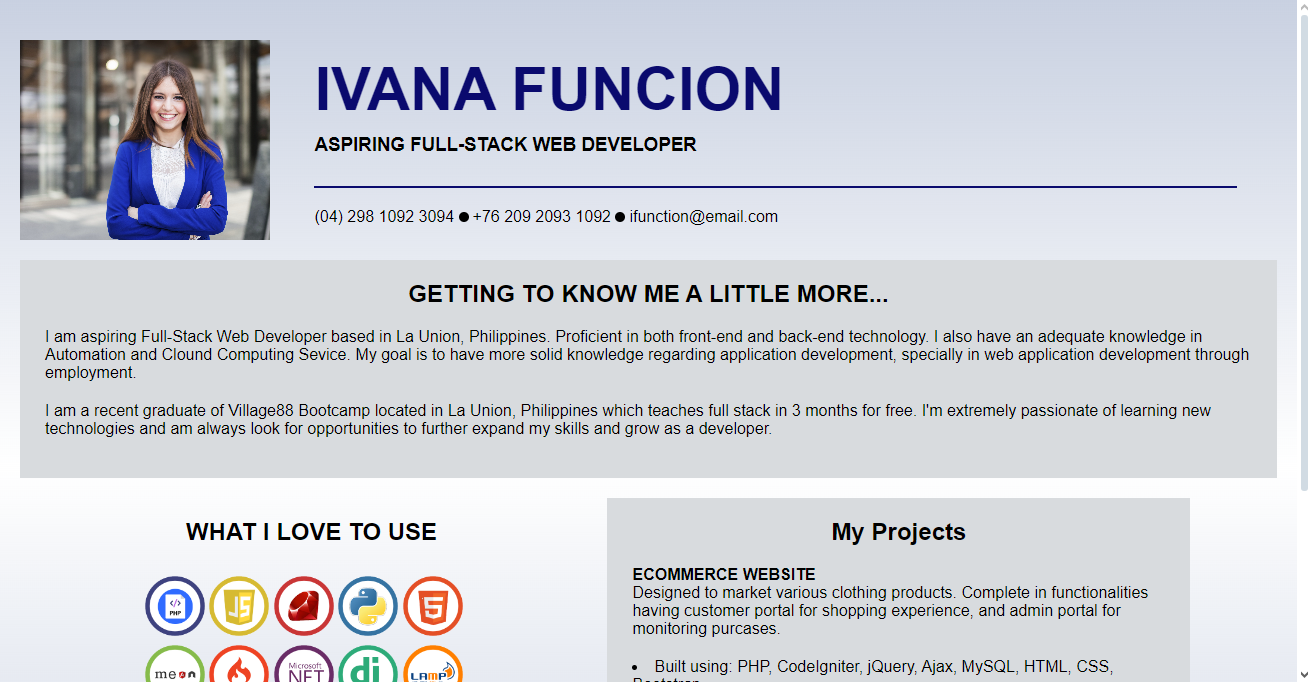 IVANA FUNCION
ASPIRING FULL-STACK WEB DEVELOPER
(04) 298 1092 3094 ● +76 209 2093 1092 ● ifunction@email.com
GETTING TO KNOW ME A LITTLE MORE...
I am aspiring Full-Stack Web Developer based in La Union, Philippines. Proficient in both front-end and back-end technology. I also have an adequate knowledge in
Automation and Clound Computing Sevice. My goal is to have more solid knowledge regarding application development, specially in web application development through
employment.
I am a recent graduate of Village88 Bootcamp located in La Union, Philippines which teaches full stack in 3 months for free. I'm extremely passionate of learning new
technologies and am always look for opportunities to further expand my skills and grow as a developer.
WHAT I LOVE TO USE
PHP JS 5
mean Microsoft NET dj LAMP
My Projects
ECOMMERCE WEBSITE
Designed to market various clothing products. Complete in functionalities
having customer portal for shopping experience, and admin portal for
monitoring purcases.
• Built using: PHP, CodeIgniter, jQuery, Ajax, MySQL, HTML, CSS,